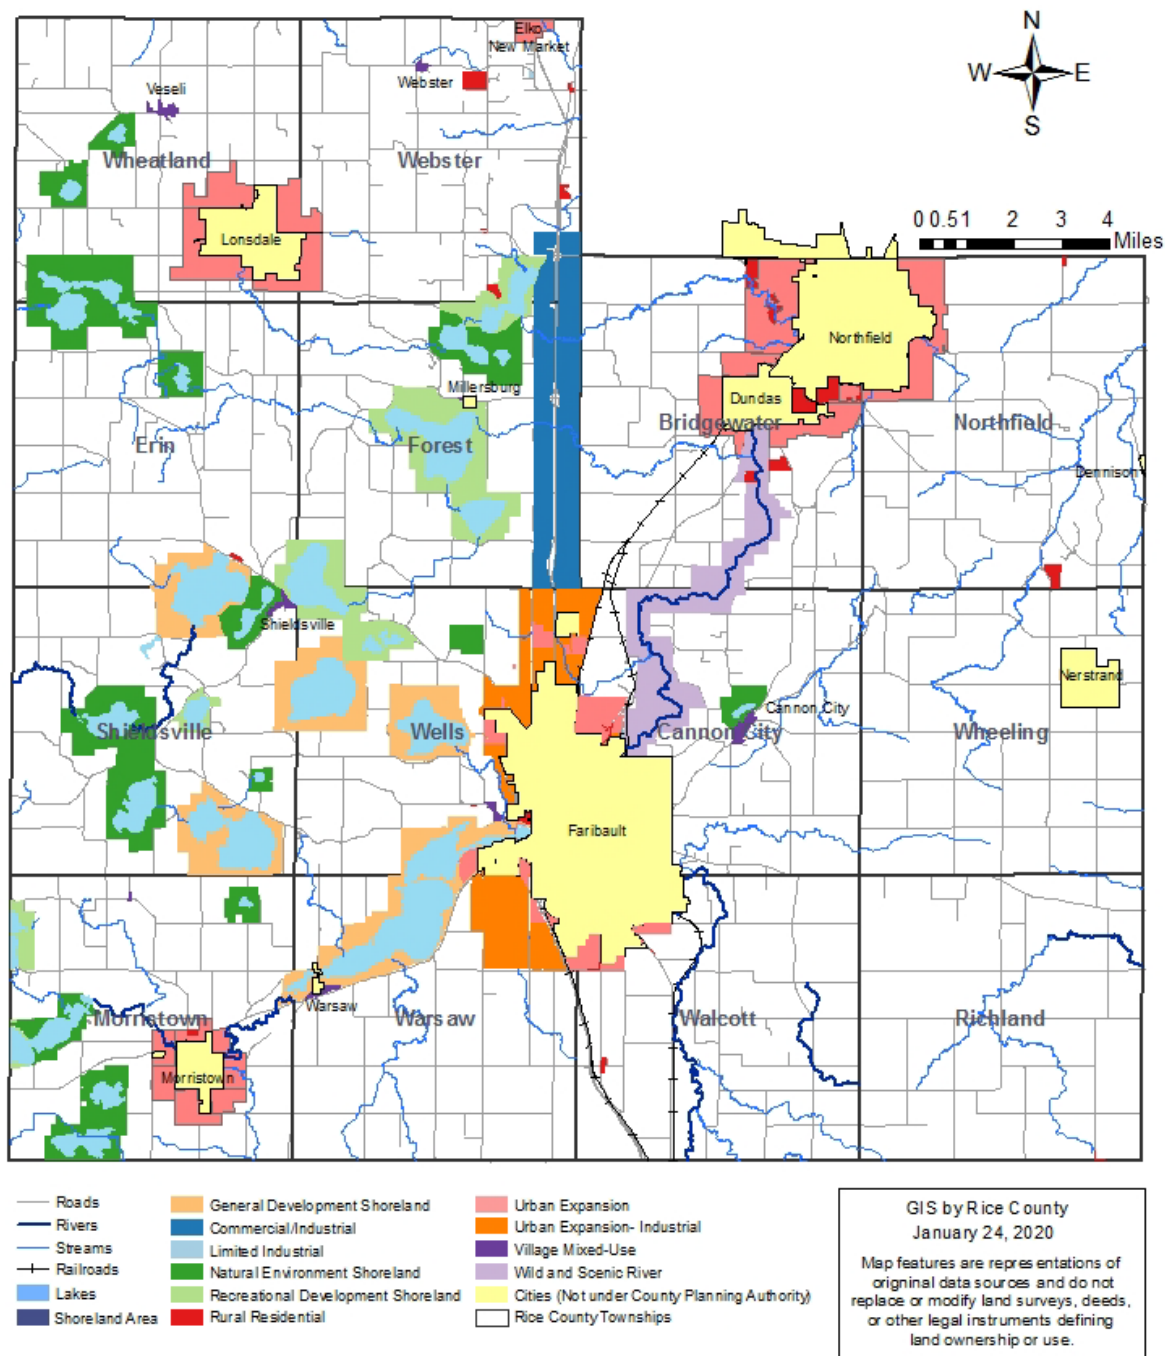 Elko
New Market
N
W E
S
Webster
Veseli
Wheatland
Webster
0 0.5 1 2 3 4
Miles
Lonsdale
Northfield
Millersburg
Dundas
Bridgewater
Northfield
Erin
Forest
Dennison
Shieldsville
Nerstrand
Cannon City
Shieldsville
Wells
Cannon City
Wheeling
Faribault
Warsaw
Morristown
Warsaw
Walcott
Richland
Morristown
Roads
Rivers
Streams
Railroads
Lakes
Shoreland Area
General Development Shoreland
Commercial/Industrial
Limited Industrial
Natural Environment Shoreland
Recreational Development Shoreland
Rural Residential
Urban Expansion
Urban Expansion- Industrial
Village Mixed-Use
Wild and Scenic River
Cities (Not under County Planning Authority)
Rice County Townships
GIS by Rice County
January 24, 2020
Map features are representations of
origninal data sources and do not
replace or modify land surveys, deeds,
or other legal instruments defining
land ownership or use.